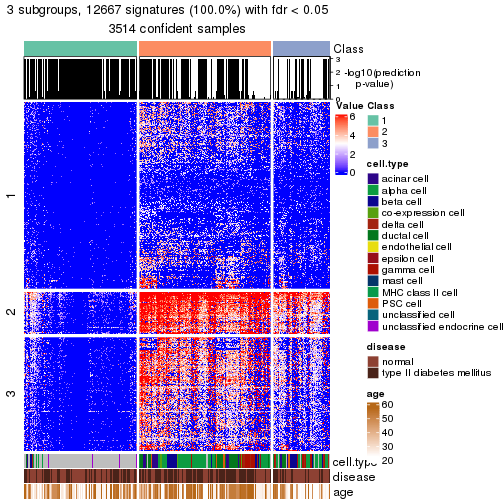 3 subgroups, 12667 signatures (100.0%) with fdr < 0.05
3514 confident samples
Class
3
2
1
0
-log10(prediction
p-value)
Value
6
4
2
0
Class
1
2
3
cell.type
acinar cell
alpha cell
beta cell
co-expression cell
delta cell
ductal cell
endothelial cell
epsilon cell
gamma cell
mast cell
MHC class II cell
PSC cell
unclassified cell
unclassified endocrine cell
disease
normal
type II diabetes mellitus
age
60
50
40
30
20
1
2
3
cell.type
disease
age